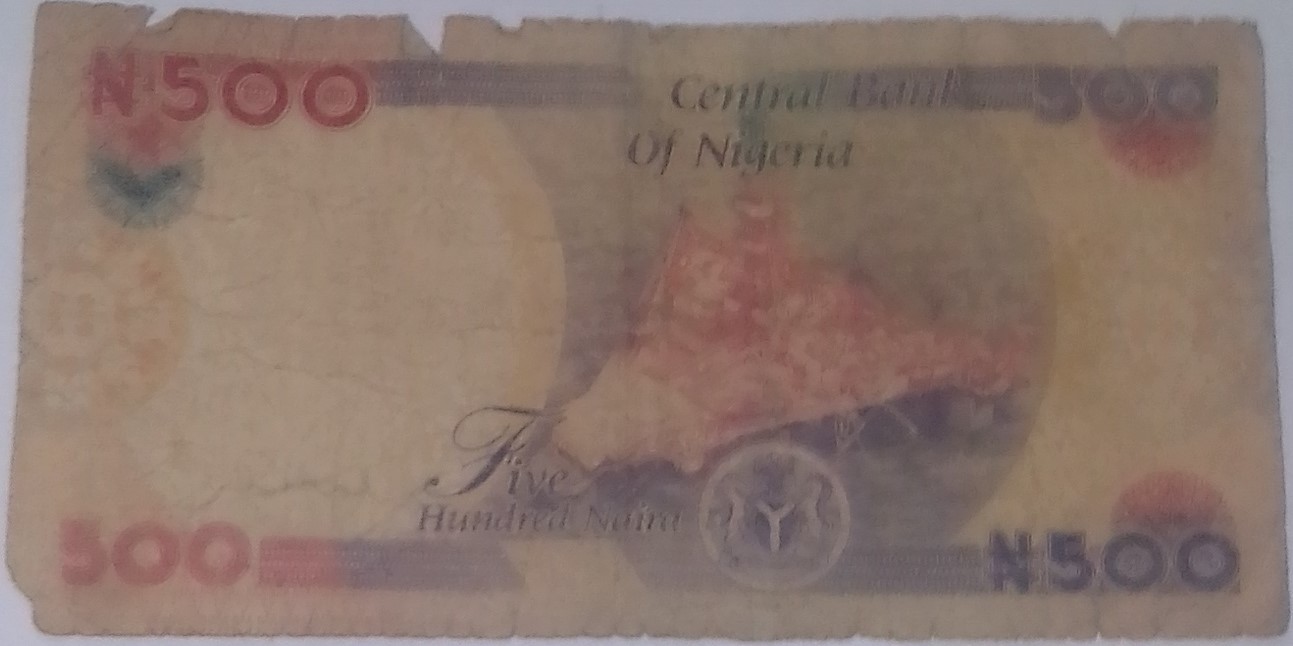 ₦500
Central Bank 500
Of Nigeria
Five
Hundred Naira
500
₦500